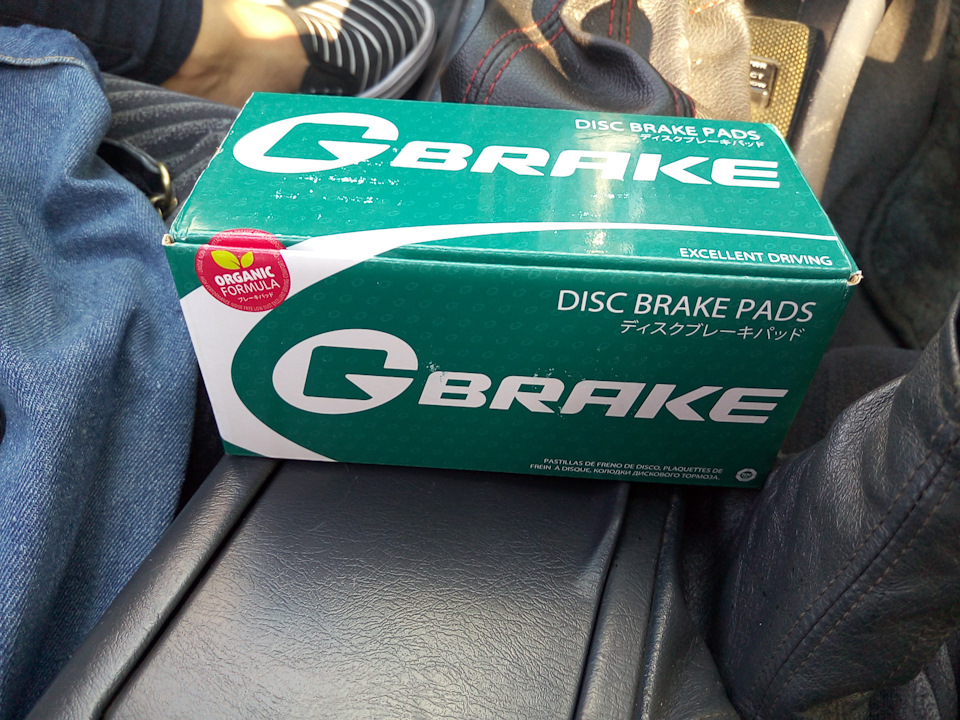 DISC BRAKE PADS
ディスクブレーキパッド
G BRAKE
EXCELLENT DRIVING
ORGANIC
FORMULA
ブレーキパッド
DISC BRAKE PADS
ディスクブレーキパッド
G BRAKE
PASTILLAS DE FRENO DE DISCO, PLAQUETTES DE
FREIN À DISQUE, КОЛОДКИ ДИСКОВОГО ТОРМОЗА.